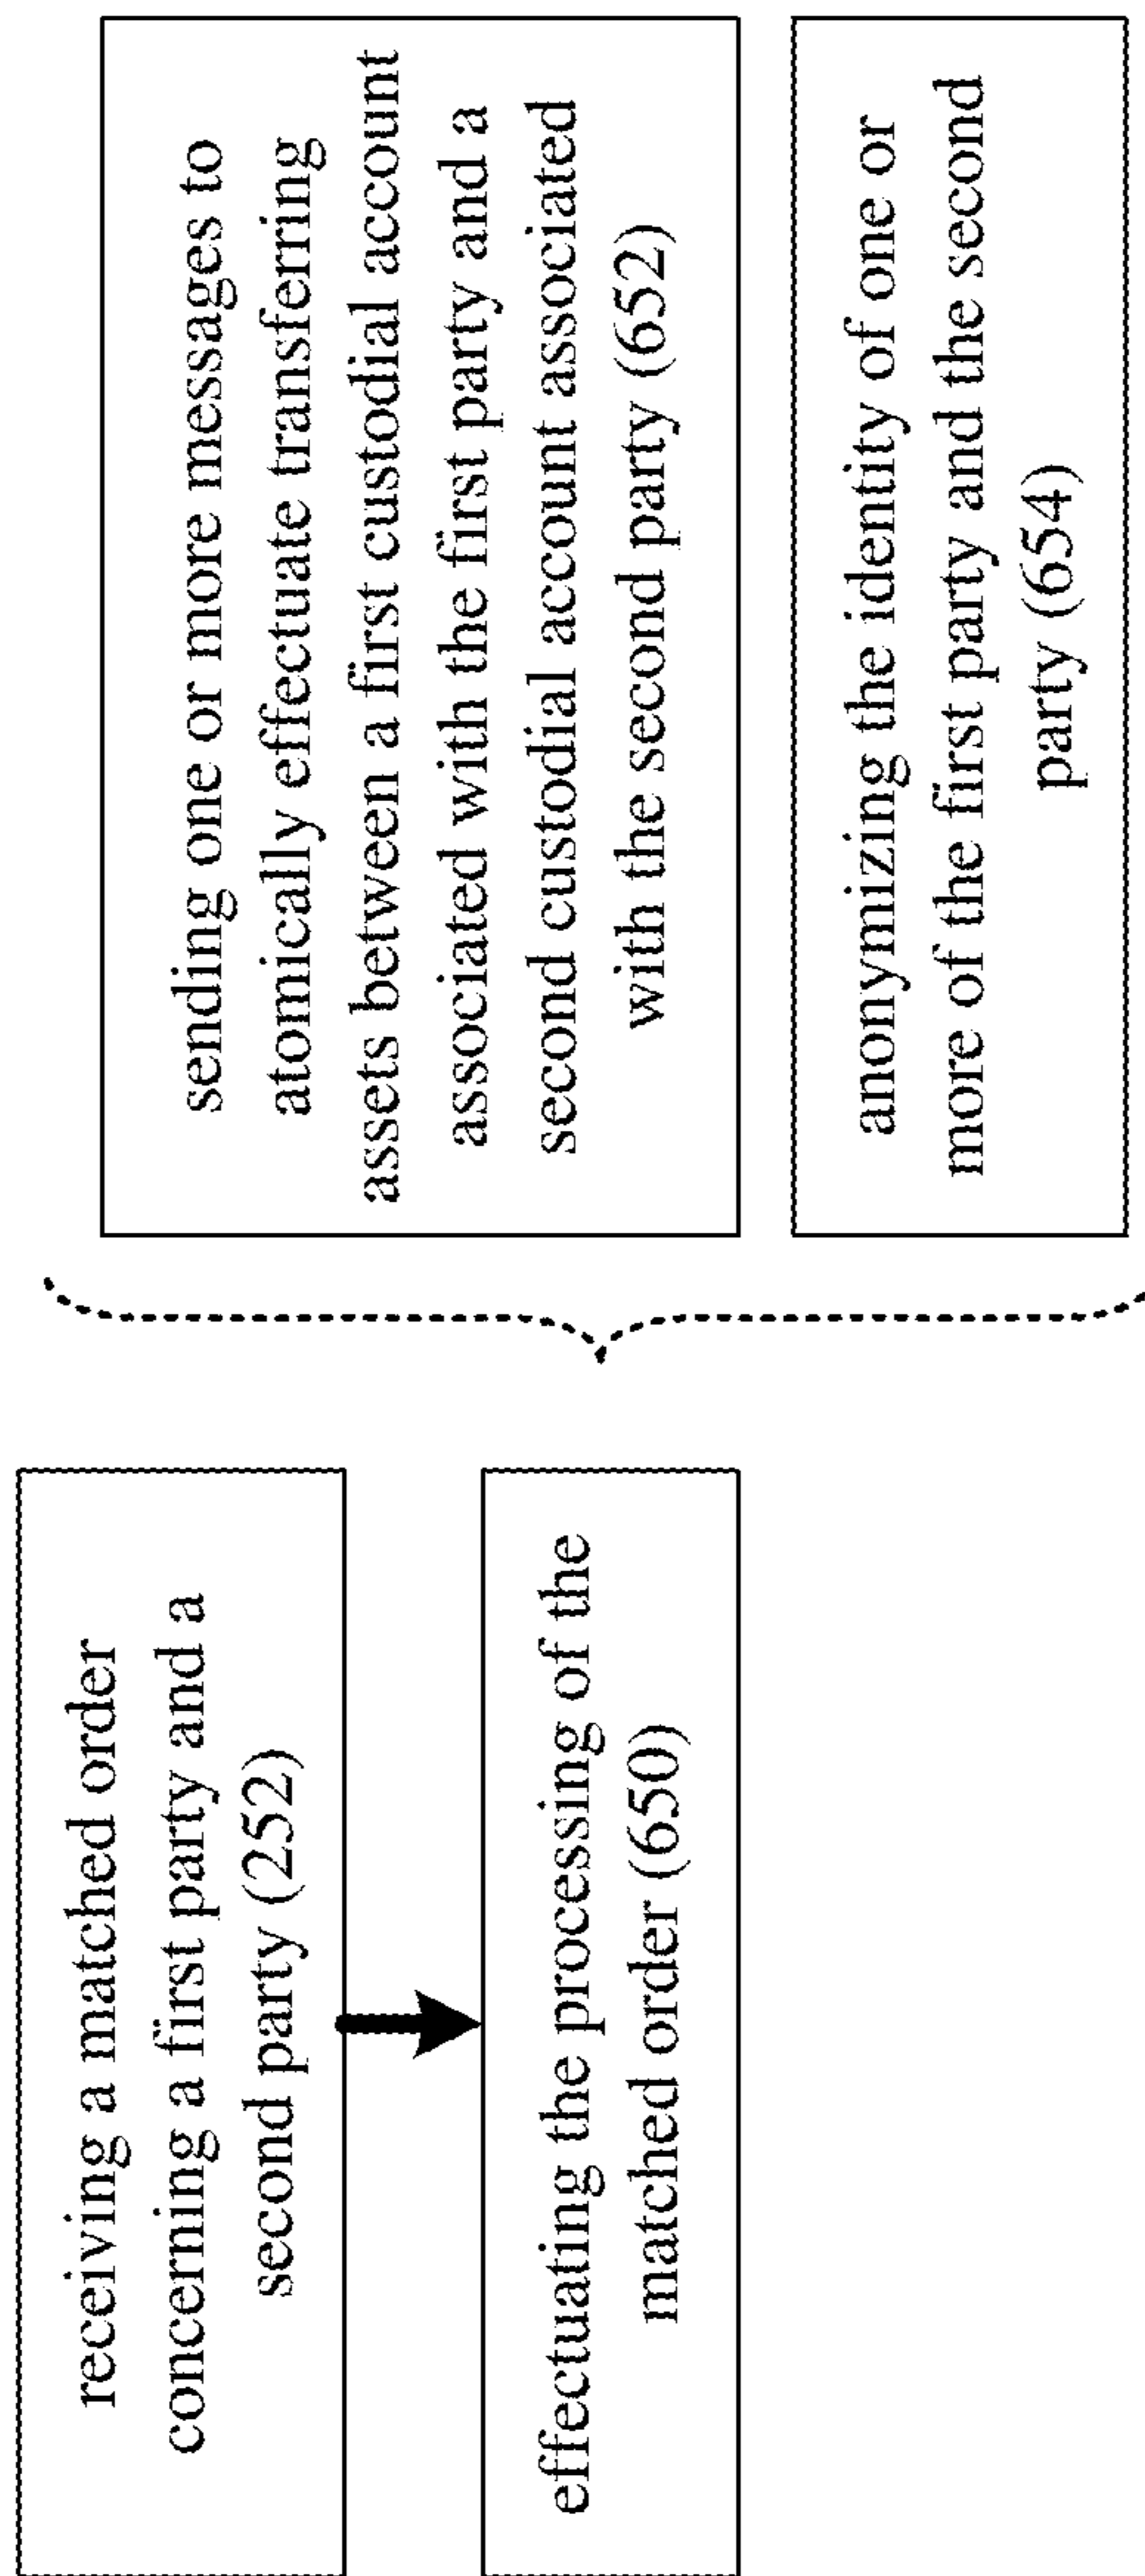 receiving a matched order
concerning a first party and a
second party (252)
effectuating the processing of the
matched order (650)
sending one or more messages to
atomically effectuate transferring
assets between a first custodial account
associated with the first party and a
second custodial account associated
with the second party (652)
anonymizing the identity of one or
more of the first party and the second
party (654)